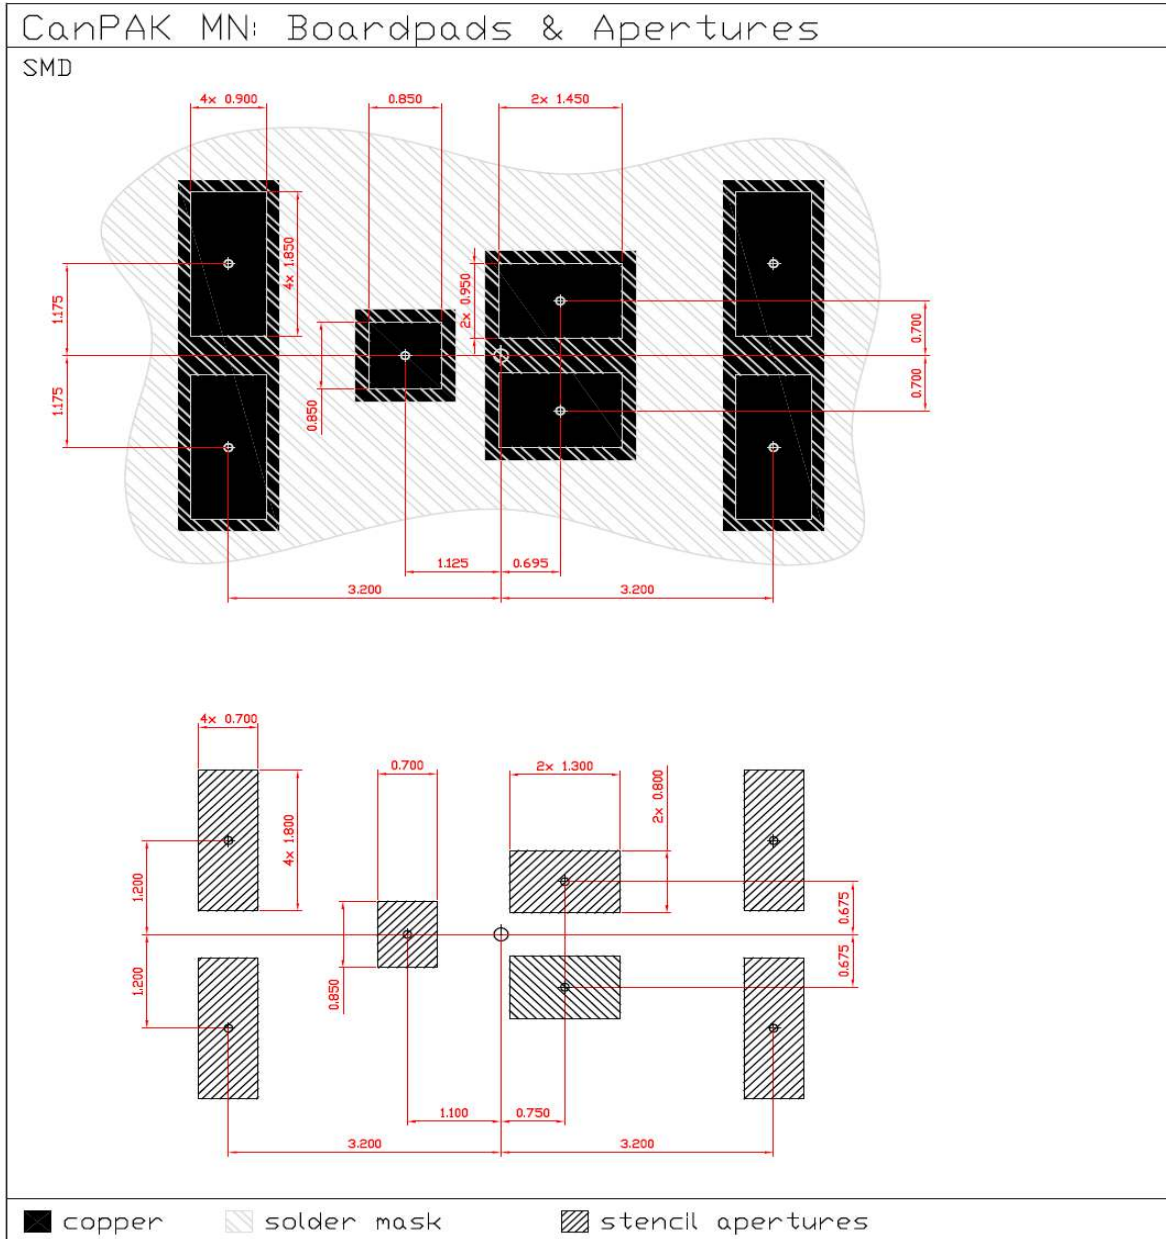 CanPAK MN: Boardpads & Apertures
SMD
4x 0.900
0.850
2x 1.450
4x 1.850
2x 0.950
1.175
1.175
0.850
0.700
0.700
1.125
0.695
3.200
3.200
4x 0.700
0.700
2x 1.300
2x 0.800
4x 1.800
1.200
1.200
0.850
0.675
0.675
1.100
0.750
3.200
3.200
copper
solder mask
stencil apertures